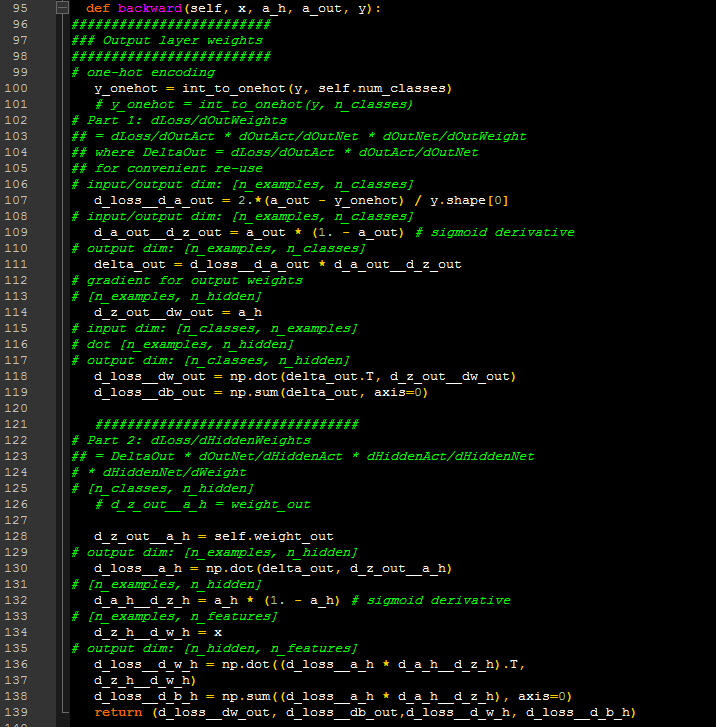 95 def backward(self, x, a_h, a_out, y):
96 #########################
97 ### Output layer weights
98 #########################
99 # one-hot encoding
100 y_onehot = int_to_onehot(y, self.num_classes)
101 # y_onehot = int_to_onehot(y, n_classes)
102 # Part 1: dLoss/dOutWeights
103 ## = dLoss/dOutAct * dOutAct/dOutNet * dOutNet/dOutWeight
104 ## where DeltaOut = dLoss/dOutAct * dOutAct/dOutNet
105 ## for convenient re-use
106 # input/output dim: [n_examples, n_classes]
107 d_loss__d_a_out = 2.*(a_out - y_onehot) / y.shape[0]
108 # input/output dim: [n_examples, n_classes]
109 d_a_out__d_z_out = a_out * (1. - a_out) # sigmoid derivative
110 # output dim: [n_examples, n_classes]
111 delta_out = d_loss__d_a_out * d_a_out__d_z_out
112 # gradient for output weights
113 # [n_examples, n_hidden]
114 d_z_out__dw_out = a_h
115 # input dim: [n_classes, n_examples]
116 # dot [n_examples, n_hidden]
117 # output dim: [n_classes, n_hidden]
118 d_loss__dw_out = np.dot(delta_out.T, d_z_out__dw_out)
119 d_loss__db_out = np.sum(delta_out, axis=0)
120
121 #################################
122 # Part 2: dLoss/dHiddenWeights
123 ## = DeltaOut * dOutNet/dHiddenAct * dHiddenAct/dHiddenNet
124 # * dHiddenNet/dWeight
125 # [n_classes, n_hidden]
126 # d_z_out__a_h = weight_out
127
128 d_z_out__a_h = self.weight_out
129 # output dim: [n_examples, n_hidden]
130 d_loss__a_h = np.dot(delta_out, d_z_out__a_h)
131 # [n_examples, n_hidden]
132 d_a_h__d_z_h = a_h * (1. - a_h) # sigmoid derivative
133 # [n_examples, n_features]
134 d_z_h__d_w_h = x
135 # output dim: [n_hidden, n_features]
136 d_loss__d_w_h = np.dot((d_loss__a_h * d_a_h__d_z_h).T,
137 d_z_h__d_w_h)
138 d_loss__d_b_h = np.sum((d_loss__a_h * d_a_h__d_z_h), axis=0)
139 return (d_loss__dw_out, d_loss__db_out,d_loss__d_w_h, d_loss__d_b_h)